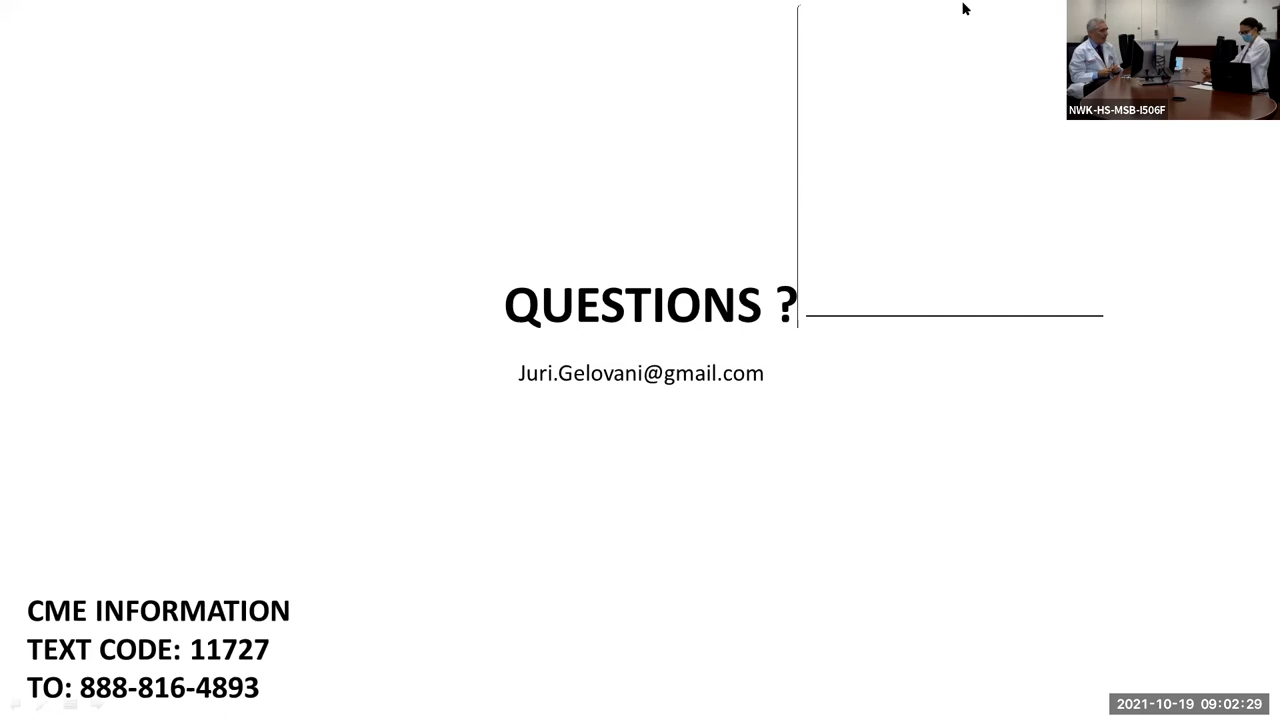 NWK-HS-MSB-I506F
QUESTIONS ?
Juri.Gelovani@gmail.com
CME INFORMATION
TEXT CODE: 11727
TO: 888-816-4893
2021-10-19 09:02:29